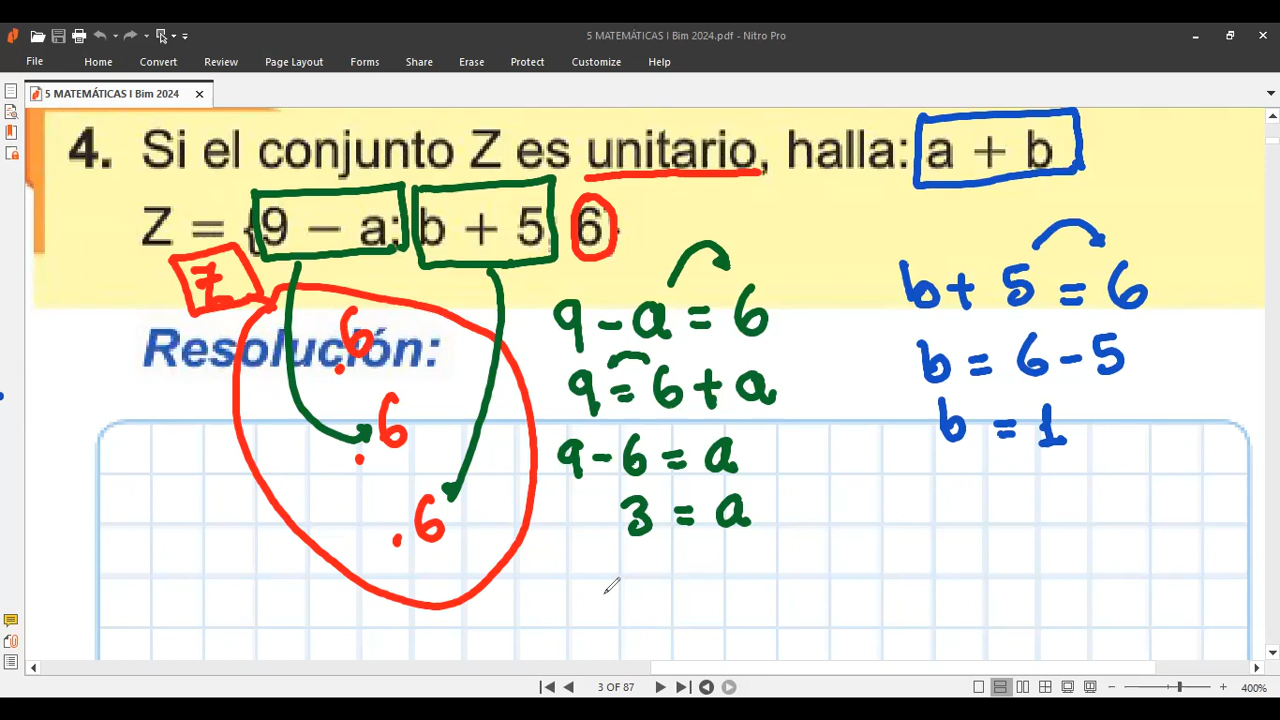 5 MATEMÁTICAS I Bim 2024.pdf - Nitro Pro
File Home Convert Review Page Layout Forms Share Erase Protect Customize Help
5 MATEMÁTICAS I Bim 2024
4. Si el conjunto Z es unitario, halla: a + b
Z = {9 − a; b + 5 6}
Z
Resolución:
6
6
6
9 - a = 6
9 = 6 + a
9 - 6 = a
3 = a
b + 5 = 6
b = 6 - 5
b = 1
3 OF 87
400%